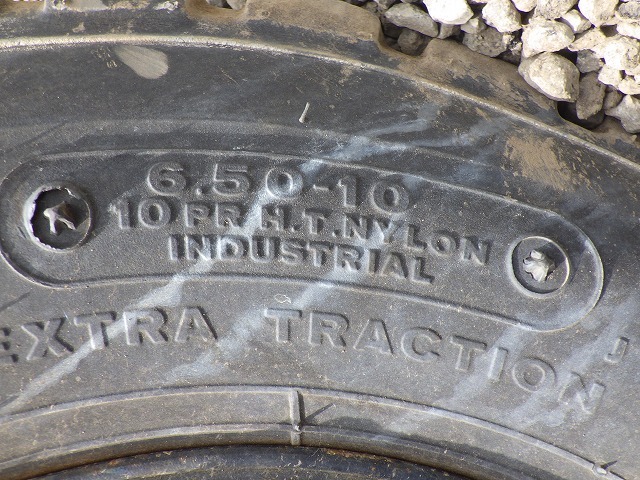 6.50-10
10 PR H.T. NYLON
INDUSTRIAL
EXTRA TRACTION J